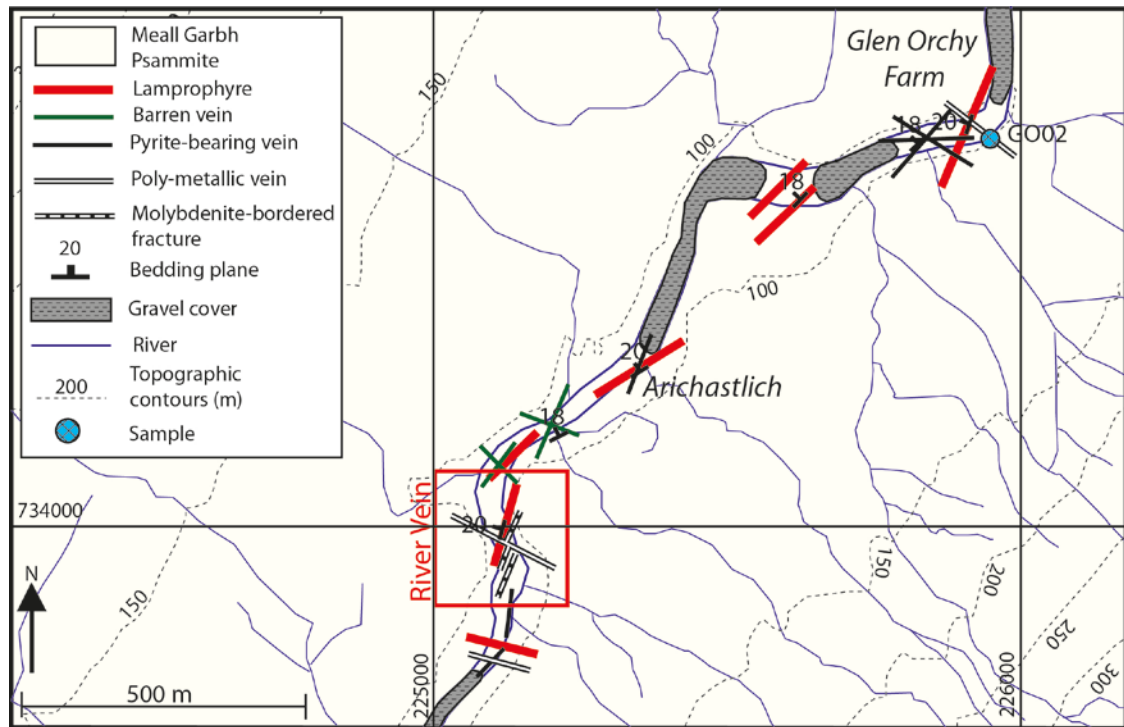 Meall Garbh
Psammite
Lamprophyre
Barren vein
Pyrite-bearing vein
Poly-metallic vein
Molybdenite-bordered
fracture
20
Bedding plane
Gravel cover
River
200
Topographic
contours (m)
Sample
150
Glen Orchy
Farm
100
18
20
GO02
18
100
20
Arichastlich
18
River Vein
734000
20
N
150
500 m
225000
150
200
250
300
226000